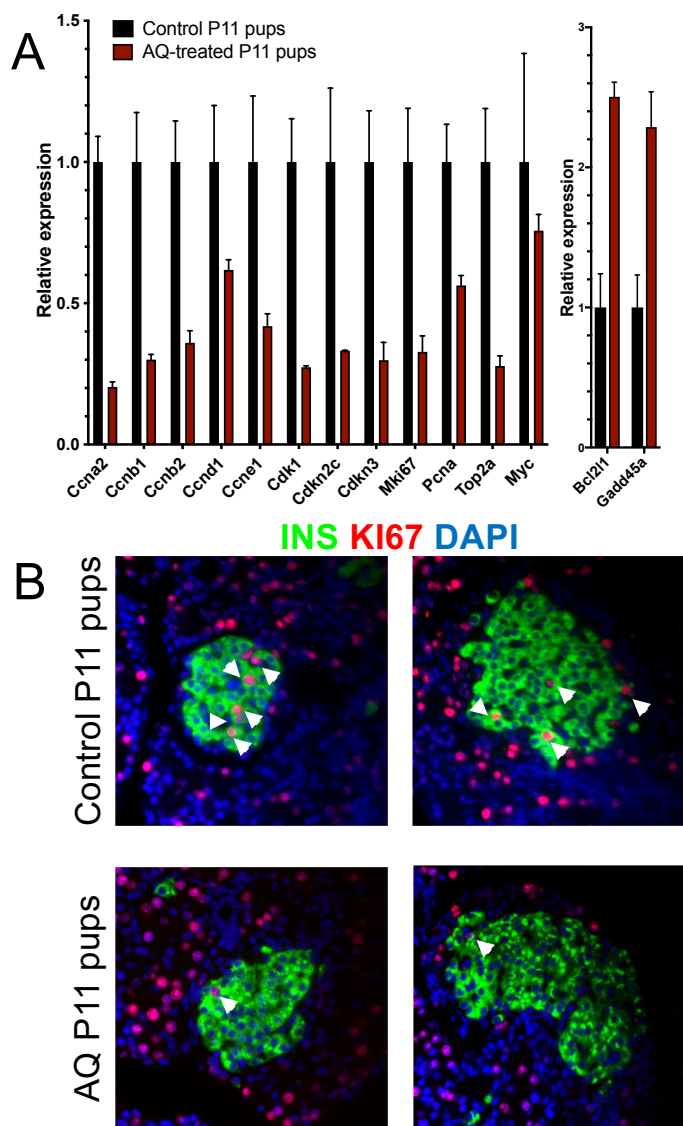 A
Control P11 pups
AQ-treated P11 pups
Relative expression
1.5
1.0
0.5
0.0
Ccna2
Ccnb1
Ccnb2
Ccnd1
Ccne1
Cdk1
Cdkn2c
Cdkn3
Mki67
Pcna
Top2a
Myc
Relative expression
3
2
1
0
Bcl2l1
Gadd45a
INS KI67 DAPI
B
Control P11 pups
AQ P11 pups